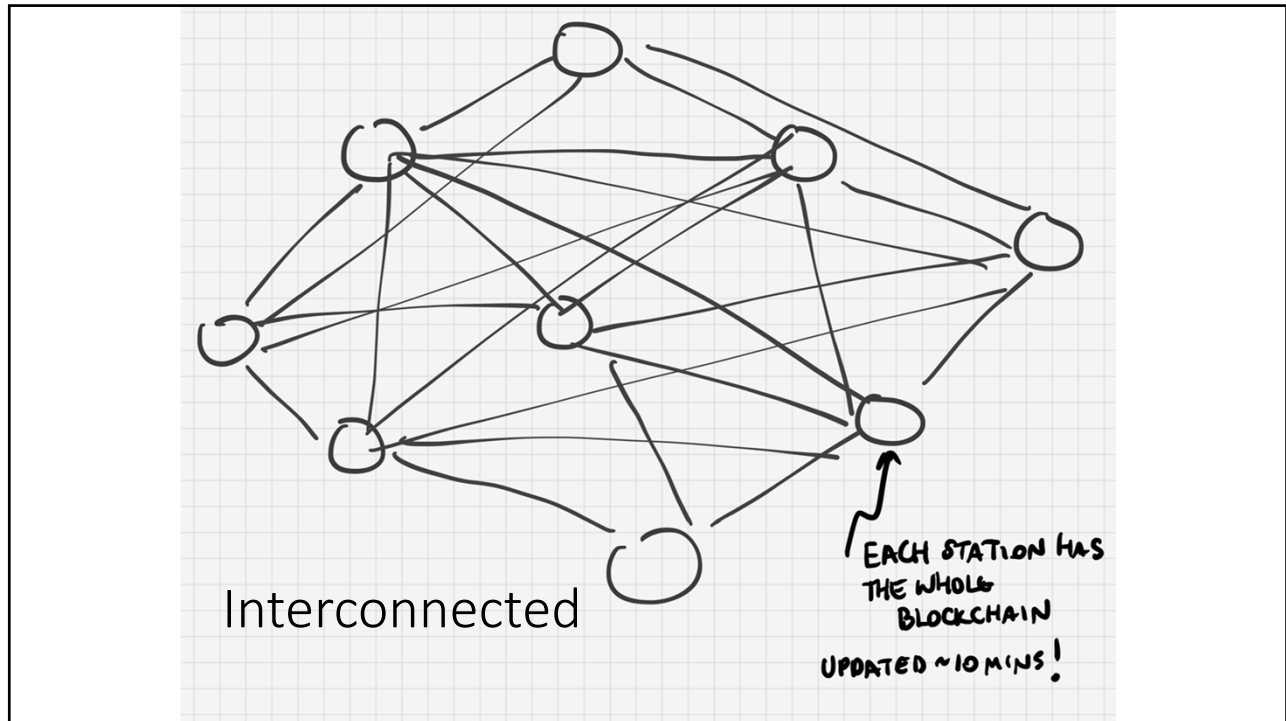 Interconnected
EACH STATION HAS
THE WHOLE
BLOCKCHAIN
UPDATED ~10 MINS!